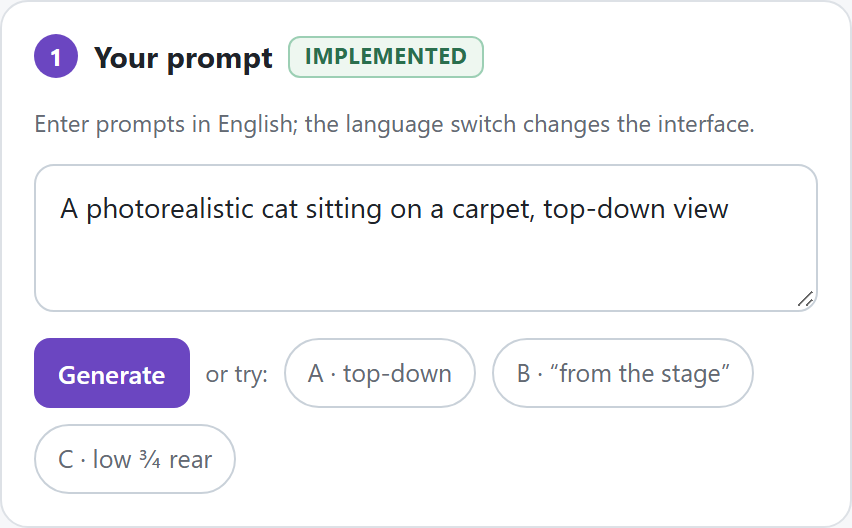 1 Your prompt IMPLEMENTED
Enter prompts in English; the language switch changes the interface.
A photorealistic cat sitting on a carpet, top-down view
Generate or try: A · top-down B · “from the stage”
C · low ¾ rear